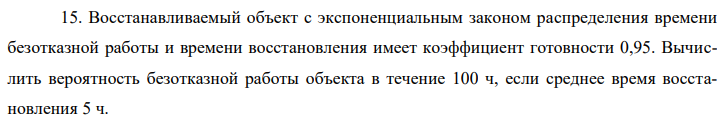 15. Восстанавливаемый объект с экспоненциальным законом распределения времени
безотказной работы и времени восстановления имеет коэффициент готовности 0,95. Вычис-
лить вероятность безотказной работы объекта в течение 100 ч, если среднее время восста-
новления 5 ч.